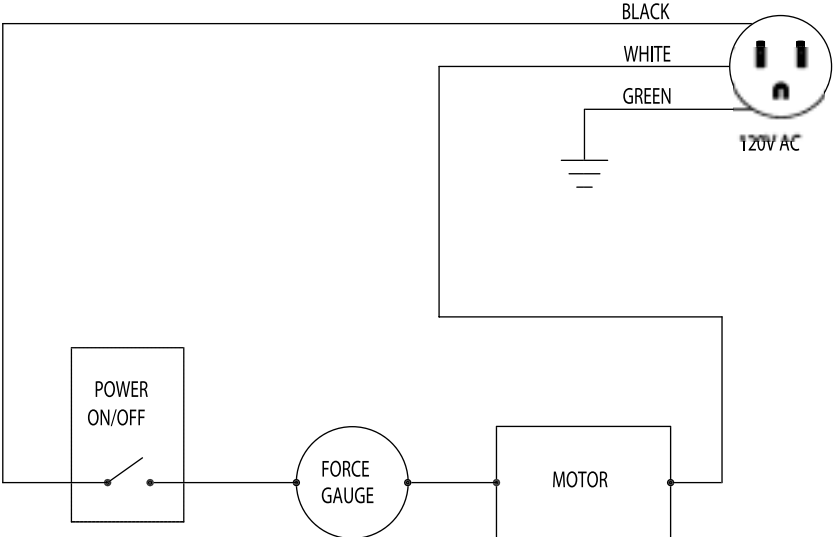 BLACK
WHITE
GREEN
120V AC
POWER
ON/OFF
FORCE
GAUGE
MOTOR